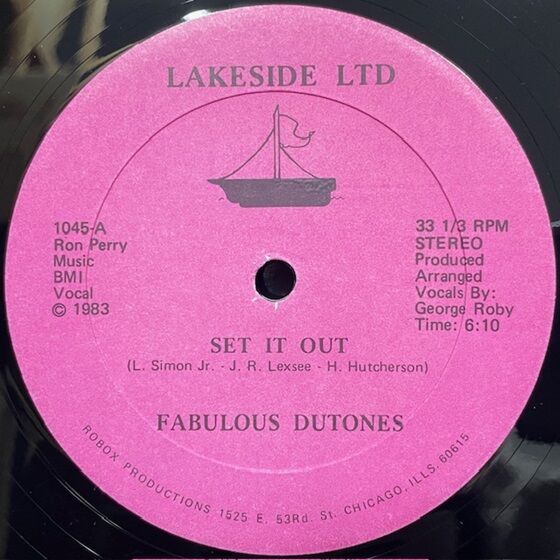 LAKESIDE LTD
1045-A
Ron Perry
Music
BMI
Vocal
© 1983
33 1/3 RPM
STEREO
Produced
Arranged
Vocals By:
George Roby
Time: 6:10
SET IT OUT
(L. Simon Jr. - J. R. Lexsee - H. Hutcherson)
FABULOUS DUTONES
ROBOX PRODUCTIONS 1525 E. 53Rd. St. CHICAGO, ILLS. 60615